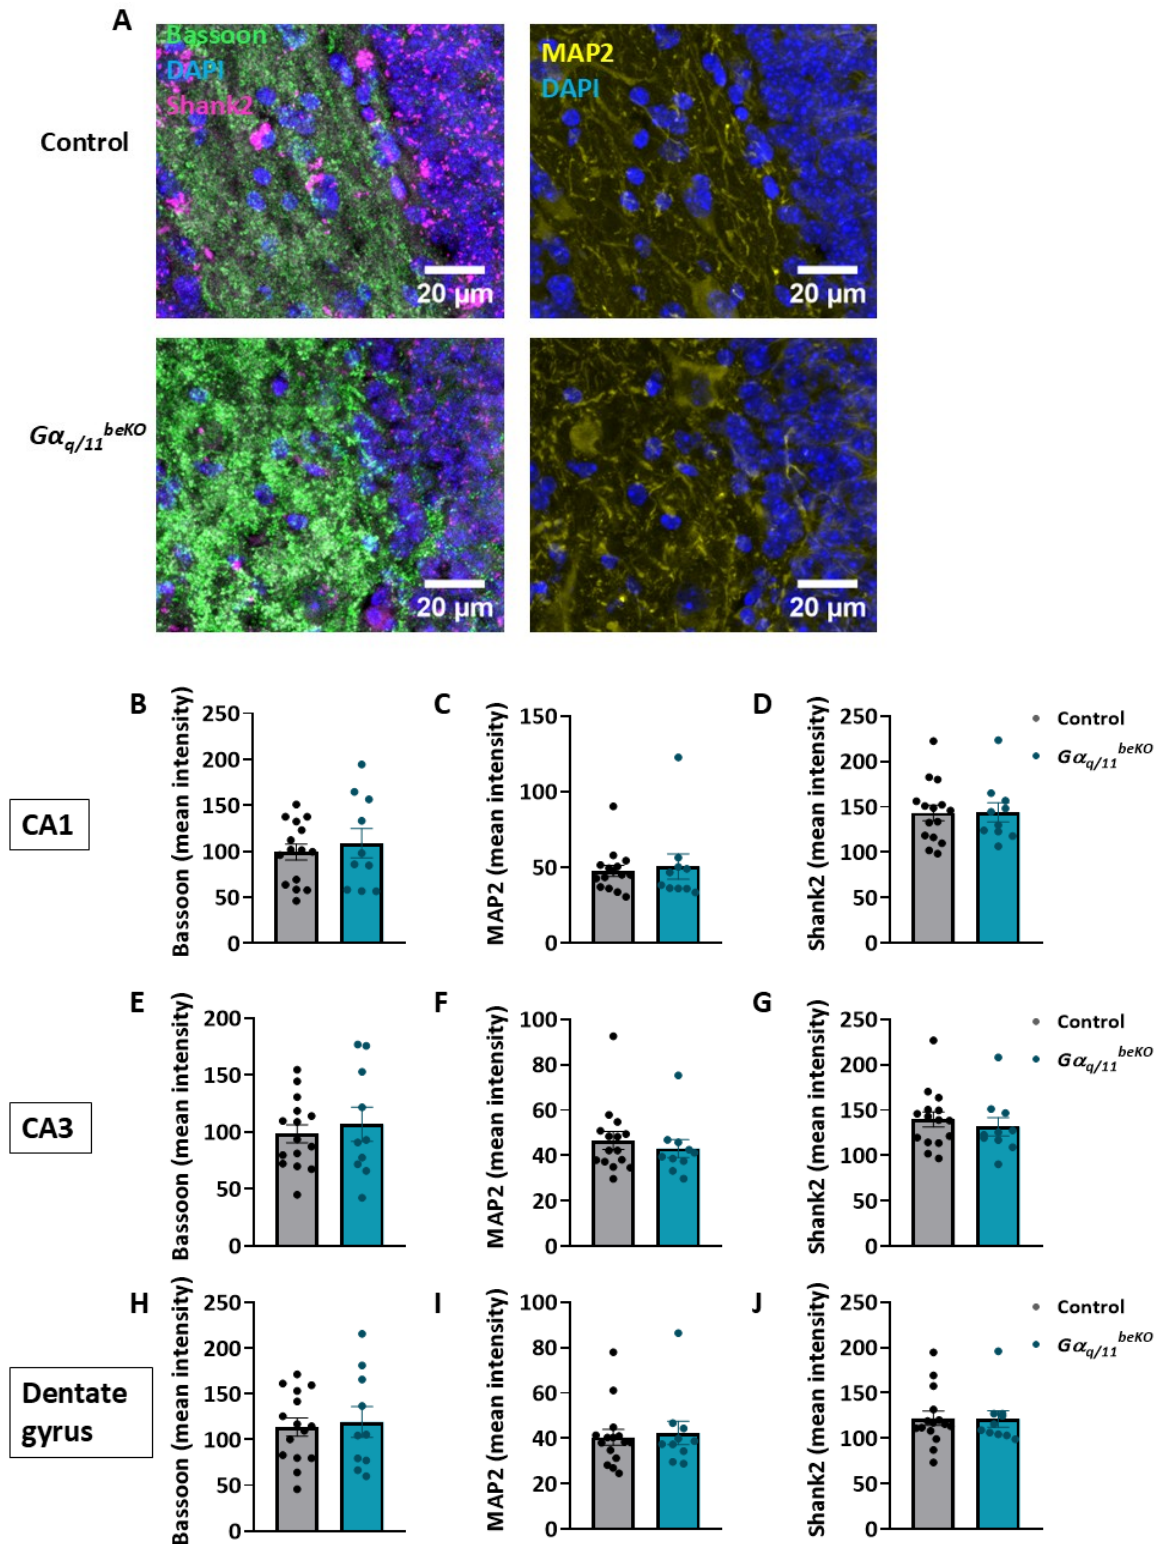 A
Bassoon
DAPI
Shank2
MAP2
DAPI
Control
20 µm
20 µm
Gαq/11beKO
20 µm
20 µm
B
Bassoon (mean intensity)
250
200
150
100
50
0
C
MAP2 (mean intensity)
150
100
50
0
D
Shank2 (mean intensity)
250
200
150
100
50
0
Control
Gαq/11beKO
CA1
E
Bassoon (mean intensity)
200
150
100
50
0
F
MAP2 (mean intensity)
100
80
60
40
20
0
G
Shank2 (mean intensity)
250
200
150
100
50
0
Control
Gαq/11beKO
CA3
H
Bassoon (mean intensity)
250
200
150
100
50
0
I
MAP2 (mean intensity)
100
80
60
40
20
0
J
Shank2 (mean intensity)
250
200
150
100
50
0
Control
Gαq/11beKO
Dentate
gyrus